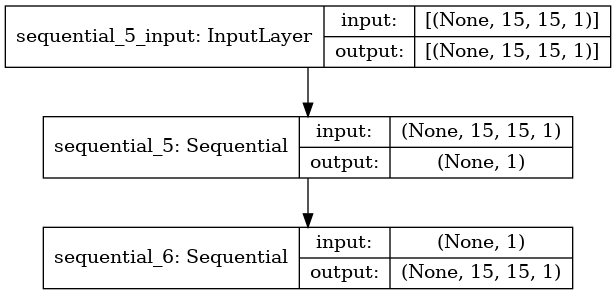 sequential_5_input: InputLayer
input:
[(None, 15, 15, 1)]
output:
[(None, 15, 15, 1)]
sequential_5: Sequential
input:
(None, 15, 15, 1)
output:
(None, 1)
sequential_6: Sequential
input:
(None, 1)
output:
(None, 15, 15, 1)